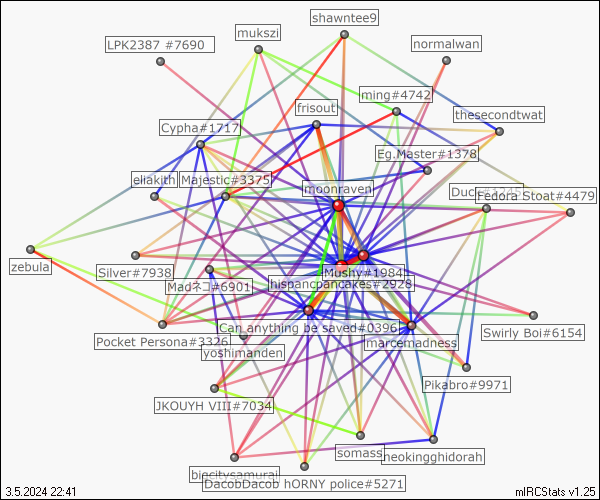 shawntee9
mukszi
LPK2387 #7690
normalwan
ming#4742
frisout
thesecondtwat
Cypha#1717
Eg.Master#1378
eliakith
Majestic#3375
moonraven
Fedora Stoat#4479
zebula
Silver#7938
Mushy#1984
Madネコ#6901
hispancpancakes#2928
Can anything be saved#0396
Swirly Boi#6154
Pocket Persona#3326
marcemadness
yoshimanden
Pikabro#9971
JKOUYH VIII#7034
somass
neokingghidorah
bigcitysamurai
DacobDacob hORNY police#5271
3.5.2024 22:41
mIRCStats v1.25